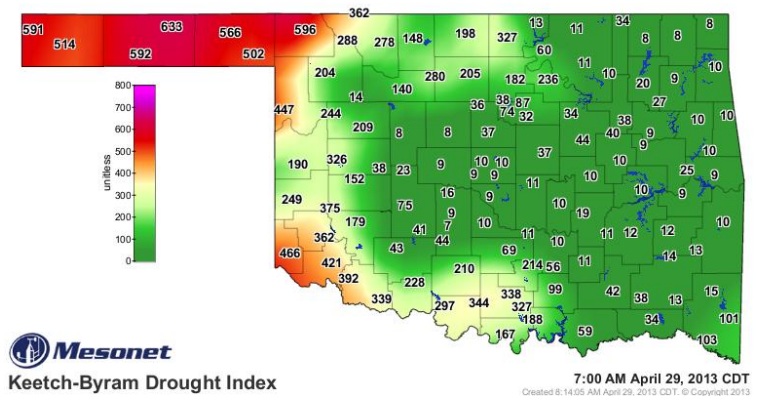 362 13 11 34 8
591 633 566 596 288 278 148 198 327 60 8 8
514 592 502 204 280 205 182 236 11 10 20 9 10
800 14 140 27
700 447 244 36 38 87 34 38 10 10
600 209 8 8 37 74 32 44 40 9 9
500 190 326 38 23 9 10 10 37 10 10
400 152 9 9 11 10 25 9
300 249 375 75 16 9 10 19 10 9
200 179 41 9 10 10
100 362 7 11 11 12 12
0 466 43 44 69 10 14 13
unitless
421 210 214 56 11
392 228 338 99 42 38 13 15
339 297 344 327 34 101
188 59
167 103
Mesonet
Keetch-Byram Drought Index
7:00 AM April 29, 2013 CDT
Created 8:14:05 AM April 29, 2013 CDT. © Copyright 2013